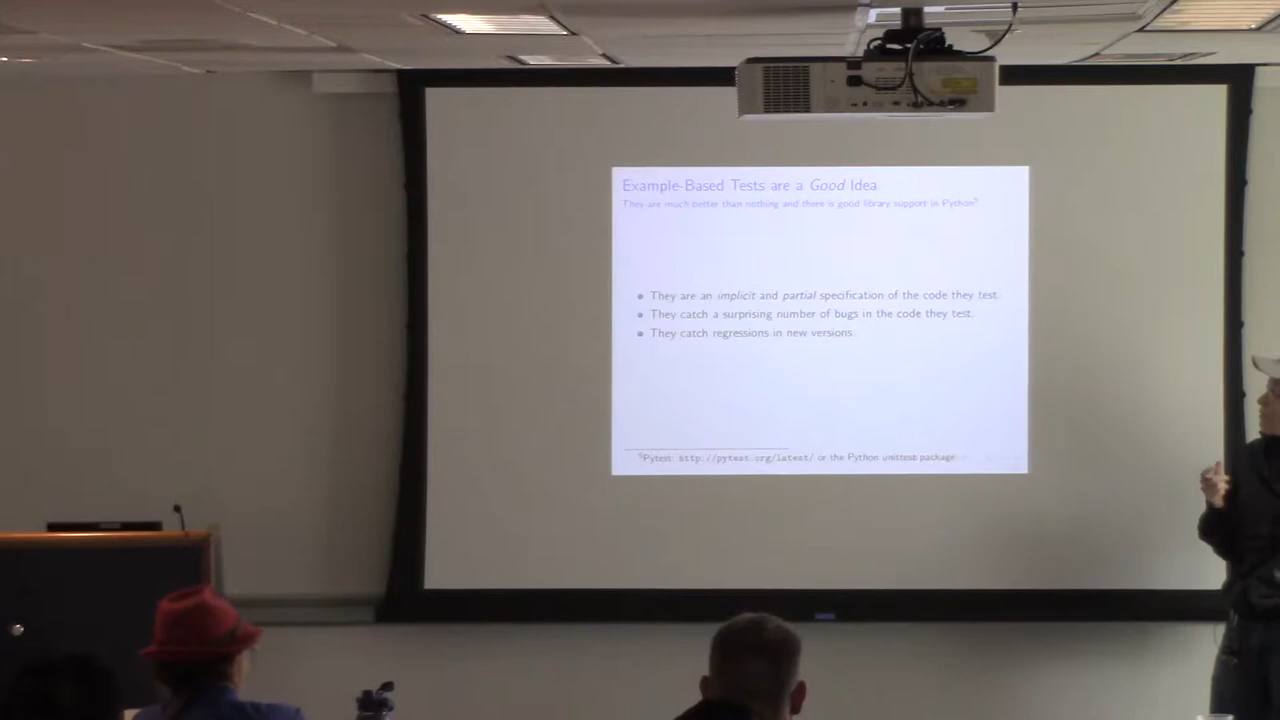 Example-Based Tests are a Good Idea
They are much better than nothing and there is good library support in Python⁵
They are an implicit and partial specification of the code they test.
They catch a surprising number of bugs in the code they test.
They catch regressions in new versions.
⁵Pytest: http://pytest.org/latest/ or the Python unittest package